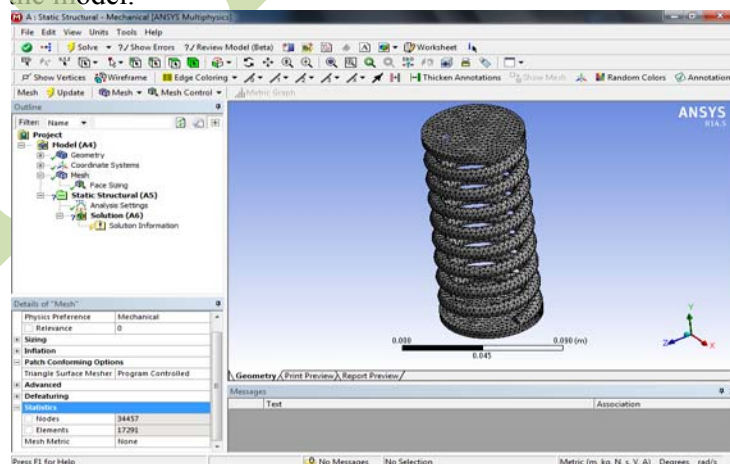 the model.
A : Static Structural - Mechanical [ANSYS Multiphysics]
File Edit View Units Tools Help
Solve ?/ Show Errors ?/ Review Model (Beta) Worksheet
Show Vertices Wireframe Edge Coloring Thicken Annotations Show Mesh Random Colors Annotation
Mesh Update Mesh Mesh Control Metric Graph
Outline
Filter: Name
Project
Model (A4)
Geometry
Coordinate Systems
Mesh
Face Sizing
Static Structural (A5)
Analysis Settings
Solution (A6)
Solution Information
ANSYS
R14.5
0.000 0.090 (m)
0.045
Y
Z X
Details of "Mesh"
Physics Preference Mechanical
Relevance 0
Sizing
Inflation
Patch Conforming Options
Triangle Surface Mesher Program Controlled
Advanced
Defeaturing
Statistics
Nodes 34457
Elements 17291
Mesh Metric None
Geometry Print Preview Report Preview
Messages
Text Association
Press F1 for Help 0 No Messages No Selection Metric (m, kg, N, s, V, A) Degrees rad/s